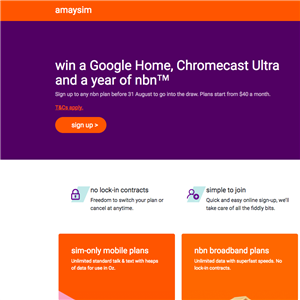 amaysim
win a Google Home, Chromecast Ultra
and a year of nbn™
Sign up to any nbn plan before 31 August to go into the draw. Plans start from $40 a month.
T&Cs apply.
sign up >
no lock-in contracts
Freedom to switch your plan or
cancel at anytime.
simple to join
Quick and easy online sign-up, we'll
take care of all the fiddly bits.
sim-only mobile plans
Unlimited standard talk & text with heaps
of data for use in Oz.
nbn broadband plans
Unlimited data with superfast speeds. No
lock-in contracts.